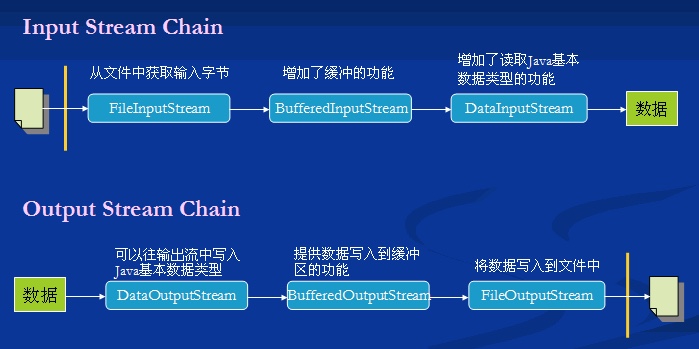 Input Stream Chain
从文件中获取输入字节
增加了缓冲的功能
增加了读取Java基本
数据类型的功能
FileInputStream
BufferedInputStream
DataInputStream
数据
Output Stream Chain
可以往输出流中写入
Java基本数据类型
提供数据写入到缓冲
区的功能
将数据写入到文件中
数据
DataOutputStream
BufferedOutputStream
FileOutputStream